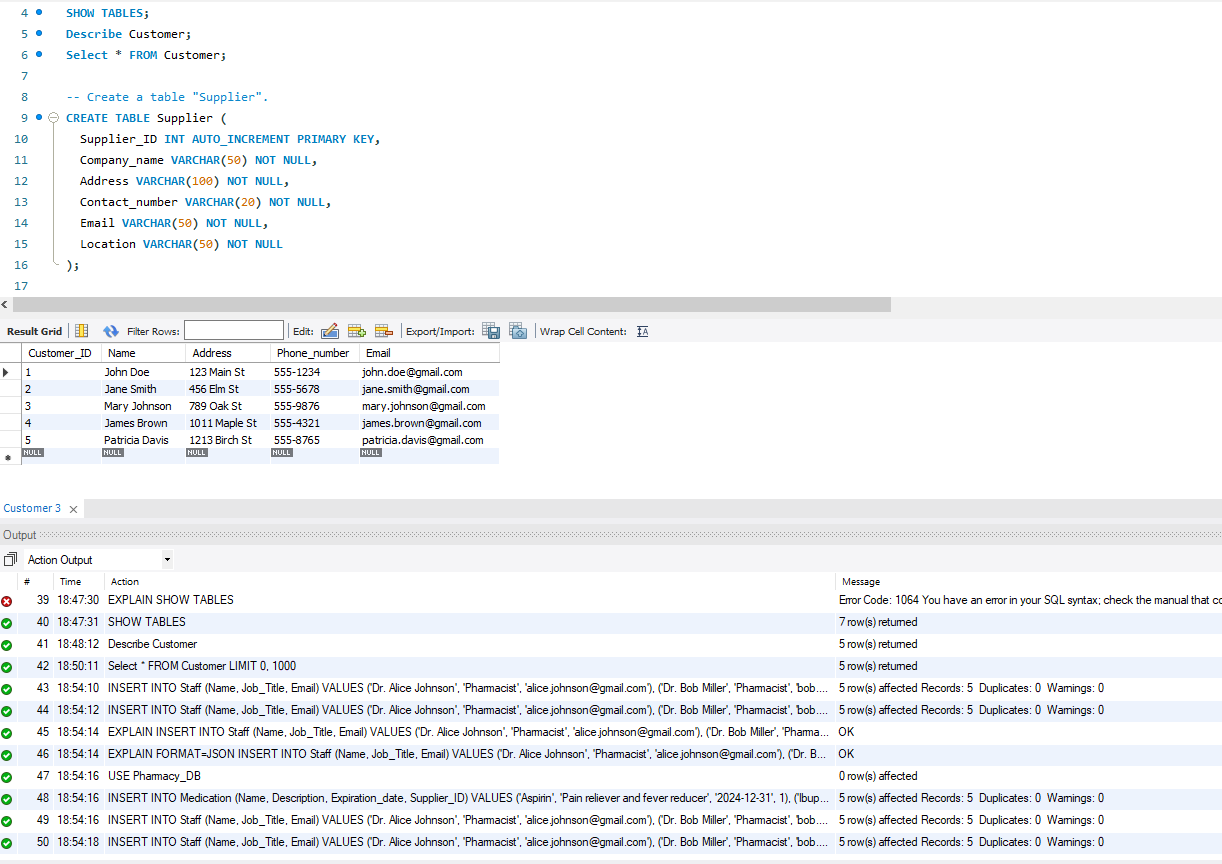 4 SHOW TABLES;
5 Describe Customer;
6 Select * FROM Customer;
7
8 -- Create a table "Supplier".
9 CREATE TABLE Supplier (
10 Supplier_ID INT AUTO_INCREMENT PRIMARY KEY,
11 Company_name VARCHAR(50) NOT NULL,
12 Address VARCHAR(100) NOT NULL,
13 Contact_number VARCHAR(20) NOT NULL,
14 Email VARCHAR(50) NOT NULL,
15 Location VARCHAR(50) NOT NULL
16 );
17
Result Grid Filter Rows: Edit: Export/Import: Wrap Cell Content: IA
Customer_ID Name Address Phone_number Email
1 John Doe 123 Main St 555-1234 john.doe@gmail.com
2 Jane Smith 456 Elm St 555-5678 jane.smith@gmail.com
3 Mary Johnson 789 Oak St 555-9876 mary.johnson@gmail.com
4 James Brown 1011 Maple St 555-4321 james.brown@gmail.com
5 Patricia Davis 1213 Birch St 555-8765 patricia.davis@gmail.com
NULL NULL NULL NULL NULL
Customer 3
Output
Action Output
# Time Action Message
39 18:47:30 EXPLAIN SHOW TABLES Error Code: 1064 You have an error in your SQL syntax; check the manual that co
40 18:47:31 SHOW TABLES 7 row(s) returned
41 18:48:12 Describe Customer 5 row(s) returned
42 18:50:11 Select * FROM Customer LIMIT 0, 1000 5 row(s) returned
43 18:54:10 INSERT INTO Staff (Name, Job_Title, Email) VALUES ('Dr. Alice Johnson', 'Pharmacist', 'alice.johnson@gmail.com'), ('Dr. Bob Miller', 'Pharmacist', 'bob.... 5 row(s) affected Records: 5 Duplicates: 0 Warnings: 0
44 18:54:12 INSERT INTO Staff (Name, Job_Title, Email) VALUES ('Dr. Alice Johnson', 'Pharmacist', 'alice.johnson@gmail.com'), ('Dr. Bob Miller', 'Pharmacist', 'bob.... 5 row(s) affected Records: 5 Duplicates: 0 Warnings: 0
45 18:54:14 EXPLAIN INSERT INTO Staff (Name, Job_Title, Email) VALUES ('Dr. Alice Johnson', 'Pharmacist', 'alice.johnson@gmail.com'), ('Dr. Bob Miller', 'Pharma... OK
46 18:54:14 EXPLAIN FORMAT=JSON INSERT INTO Staff (Name, Job_Title, Email) VALUES ('Dr. Alice Johnson', 'Pharmacist', 'alice.johnson@gmail.com'), ('Dr. B... OK
47 18:54:16 USE Pharmacy_DB 0 row(s) affected
48 18:54:16 INSERT INTO Medication (Name, Description, Expiration_date, Supplier_ID) VALUES ('Aspirin', 'Pain reliever and fever reducer', '2024-12-31', 1), ('Ibup... 5 row(s) affected Records: 5 Duplicates: 0 Warnings: 0
49 18:54:16 INSERT INTO Staff (Name, Job_Title, Email) VALUES ('Dr. Alice Johnson', 'Pharmacist', 'alice.johnson@gmail.com'), ('Dr. Bob Miller', 'Pharmacist', 'bob.... 5 row(s) affected Records: 5 Duplicates: 0 Warnings: 0
50 18:54:18 INSERT INTO Staff (Name, Job_Title, Email) VALUES ('Dr. Alice Johnson', 'Pharmacist', 'alice.johnson@gmail.com'), ('Dr. Bob Miller', 'Pharmacist', 'bob.... 5 row(s) affected Records: 5 Duplicates: 0 Warnings: 0